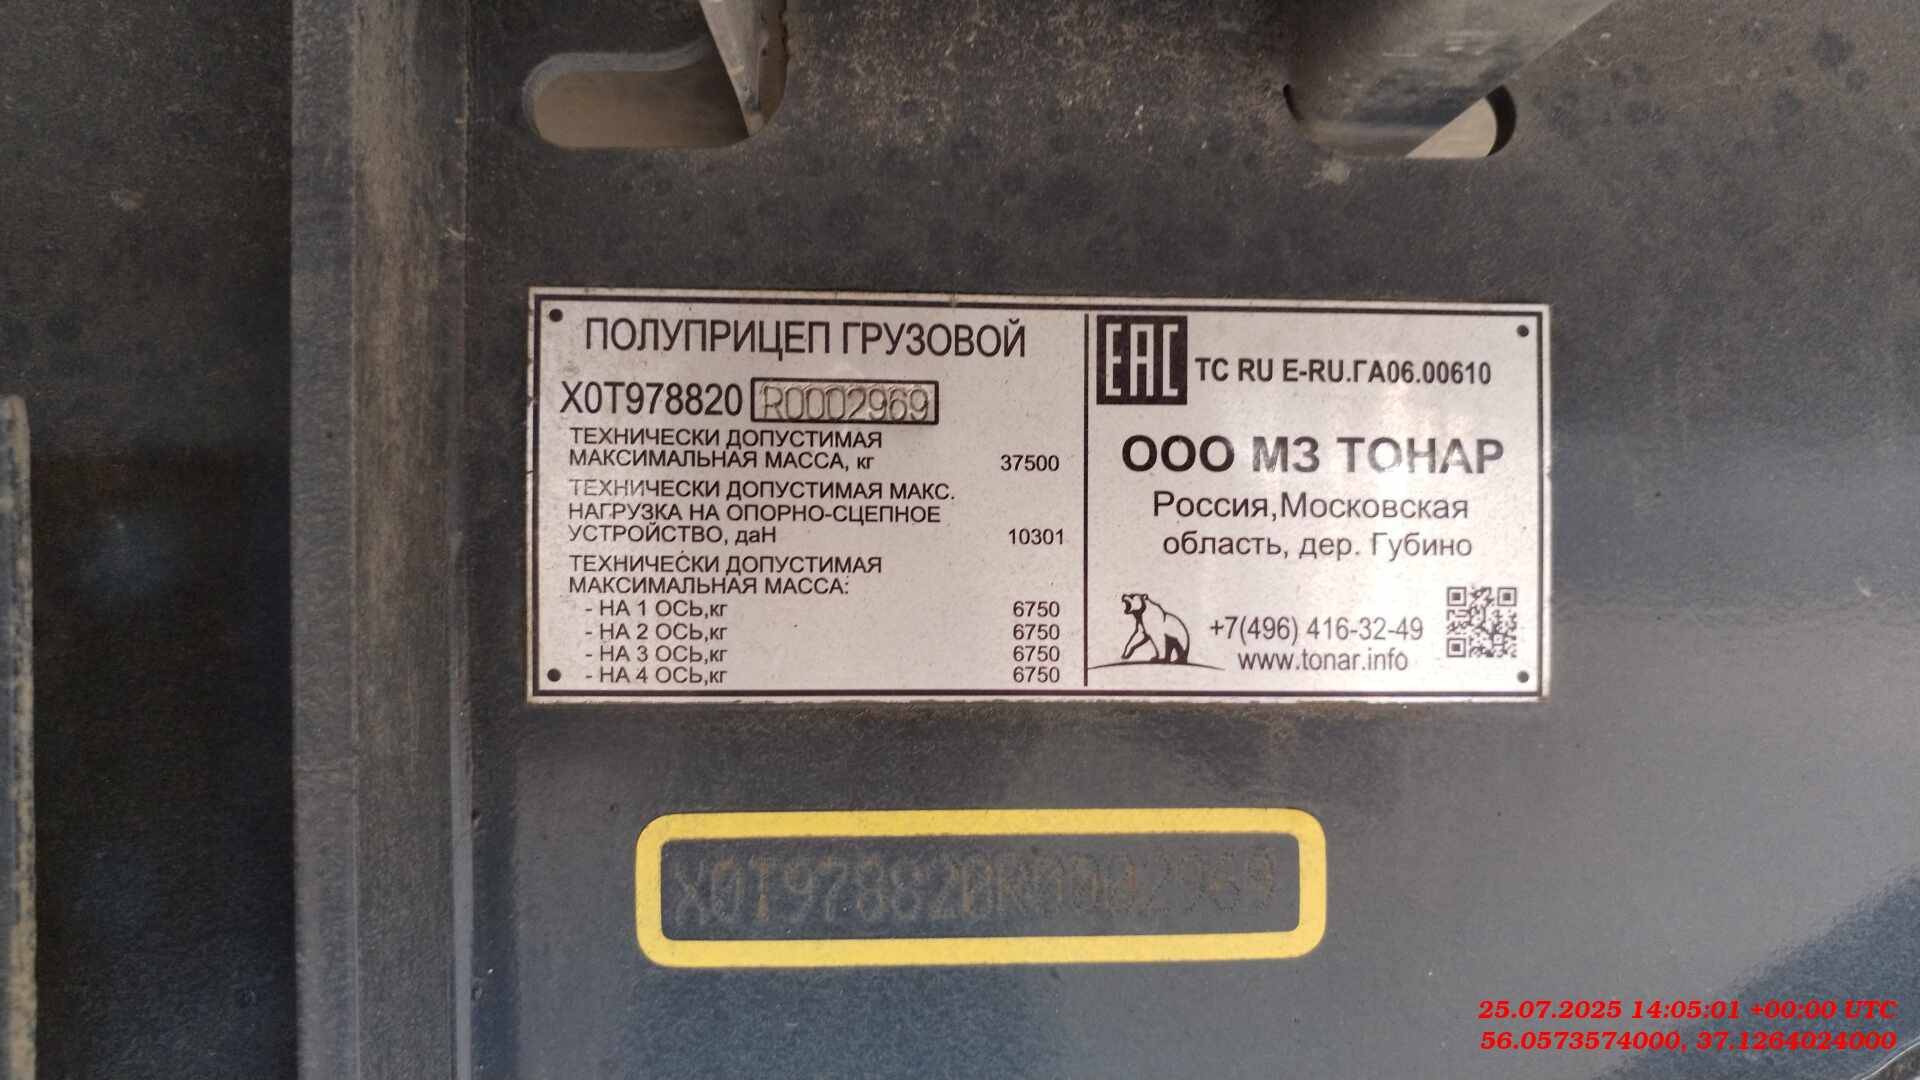 ПОЛУПРИЦЕП ГРУЗОВОЙ
X0T978820 R0002969
ТЕХНИЧЕСКИ ДОПУСТИМАЯ
МАКСИМАЛЬНАЯ МАССА, кг 37500
ТЕХНИЧЕСКИ ДОПУСТИМАЯ МАКС.
НАГРУЗКА НА ОПОРНО-СЦЕПНОЕ
УСТРОЙСТВО, даН 10301
ТЕХНИЧЕСКИ ДОПУСТИМАЯ
МАКСИМАЛЬНАЯ МАССА:
- НА 1 ОСЬ,кг 6750
- НА 2 ОСЬ,кг 6750
- НА 3 ОСЬ,кг 6750
- НА 4 ОСЬ,кг 6750
EAC ТС RU E-RU.ГА06.00610
ООО МЗ ТОНАР
Россия,Московская
область, дер. Губино
+7(496) 416-32-49
www.tonar.info
X0T978820R0002969
25.07.2025 14:05:01 +00:00 UTC
56.0573574000, 37.1264024000